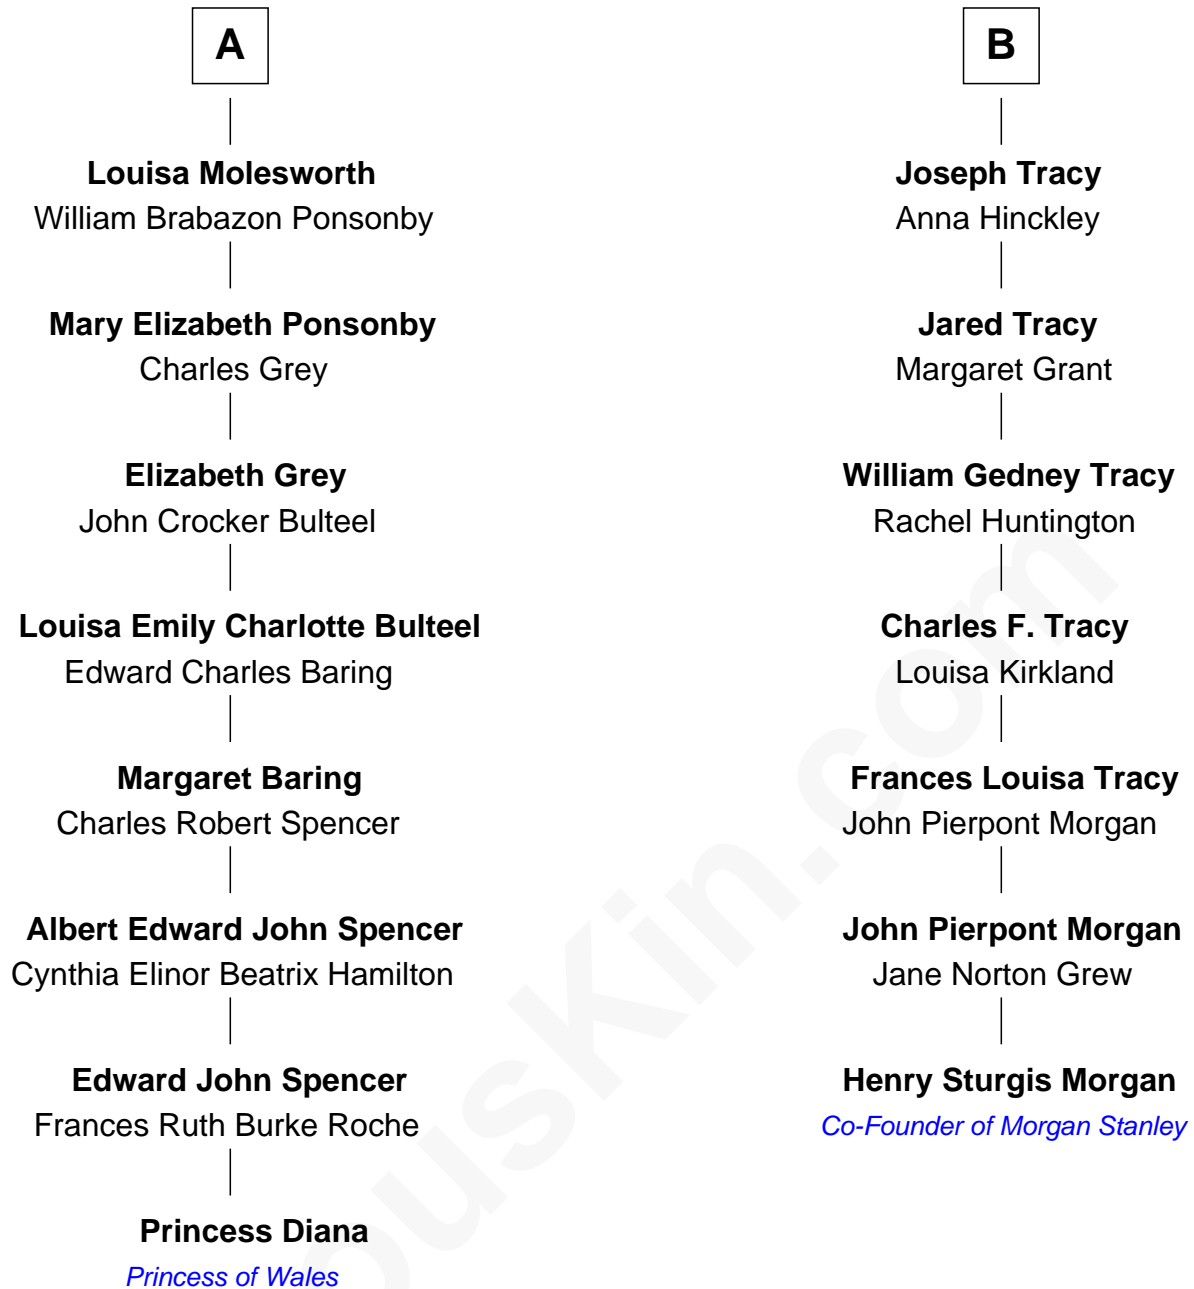 A
Louisa Molesworth
William Brabazon Ponsonby
Mary Elizabeth Ponsonby
Charles Grey
Elizabeth Grey
John Crocker Bulteel
Louisa Emily Charlotte Bulteel
Edward Charles Baring
Margaret Baring
Charles Robert Spencer
Albert Edward John Spencer
Cynthia Elinor Beatrix Hamilton
Edward John Spencer
Frances Ruth Burke Roche
Princess Diana
Princess of Wales
B
Joseph Tracy
Anna Hinckley
Jared Tracy
Margaret Grant
William Gedney Tracy
Rachel Huntington
Charles F. Tracy
Louisa Kirkland
Frances Louisa Tracy
John Pierpont Morgan
John Pierpont Morgan
Jane Norton Grew
Henry Sturgis Morgan
Co-Founder of Morgan Stanley
ousKin.com